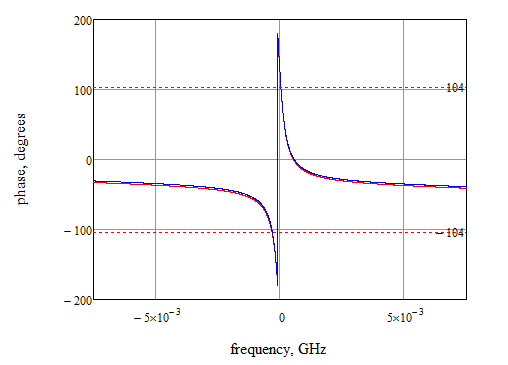 200
104
100
phase, degrees
0
− 100
− 104
− 200
− 5×10⁻³ 0 5×10⁻³
frequency, GHz